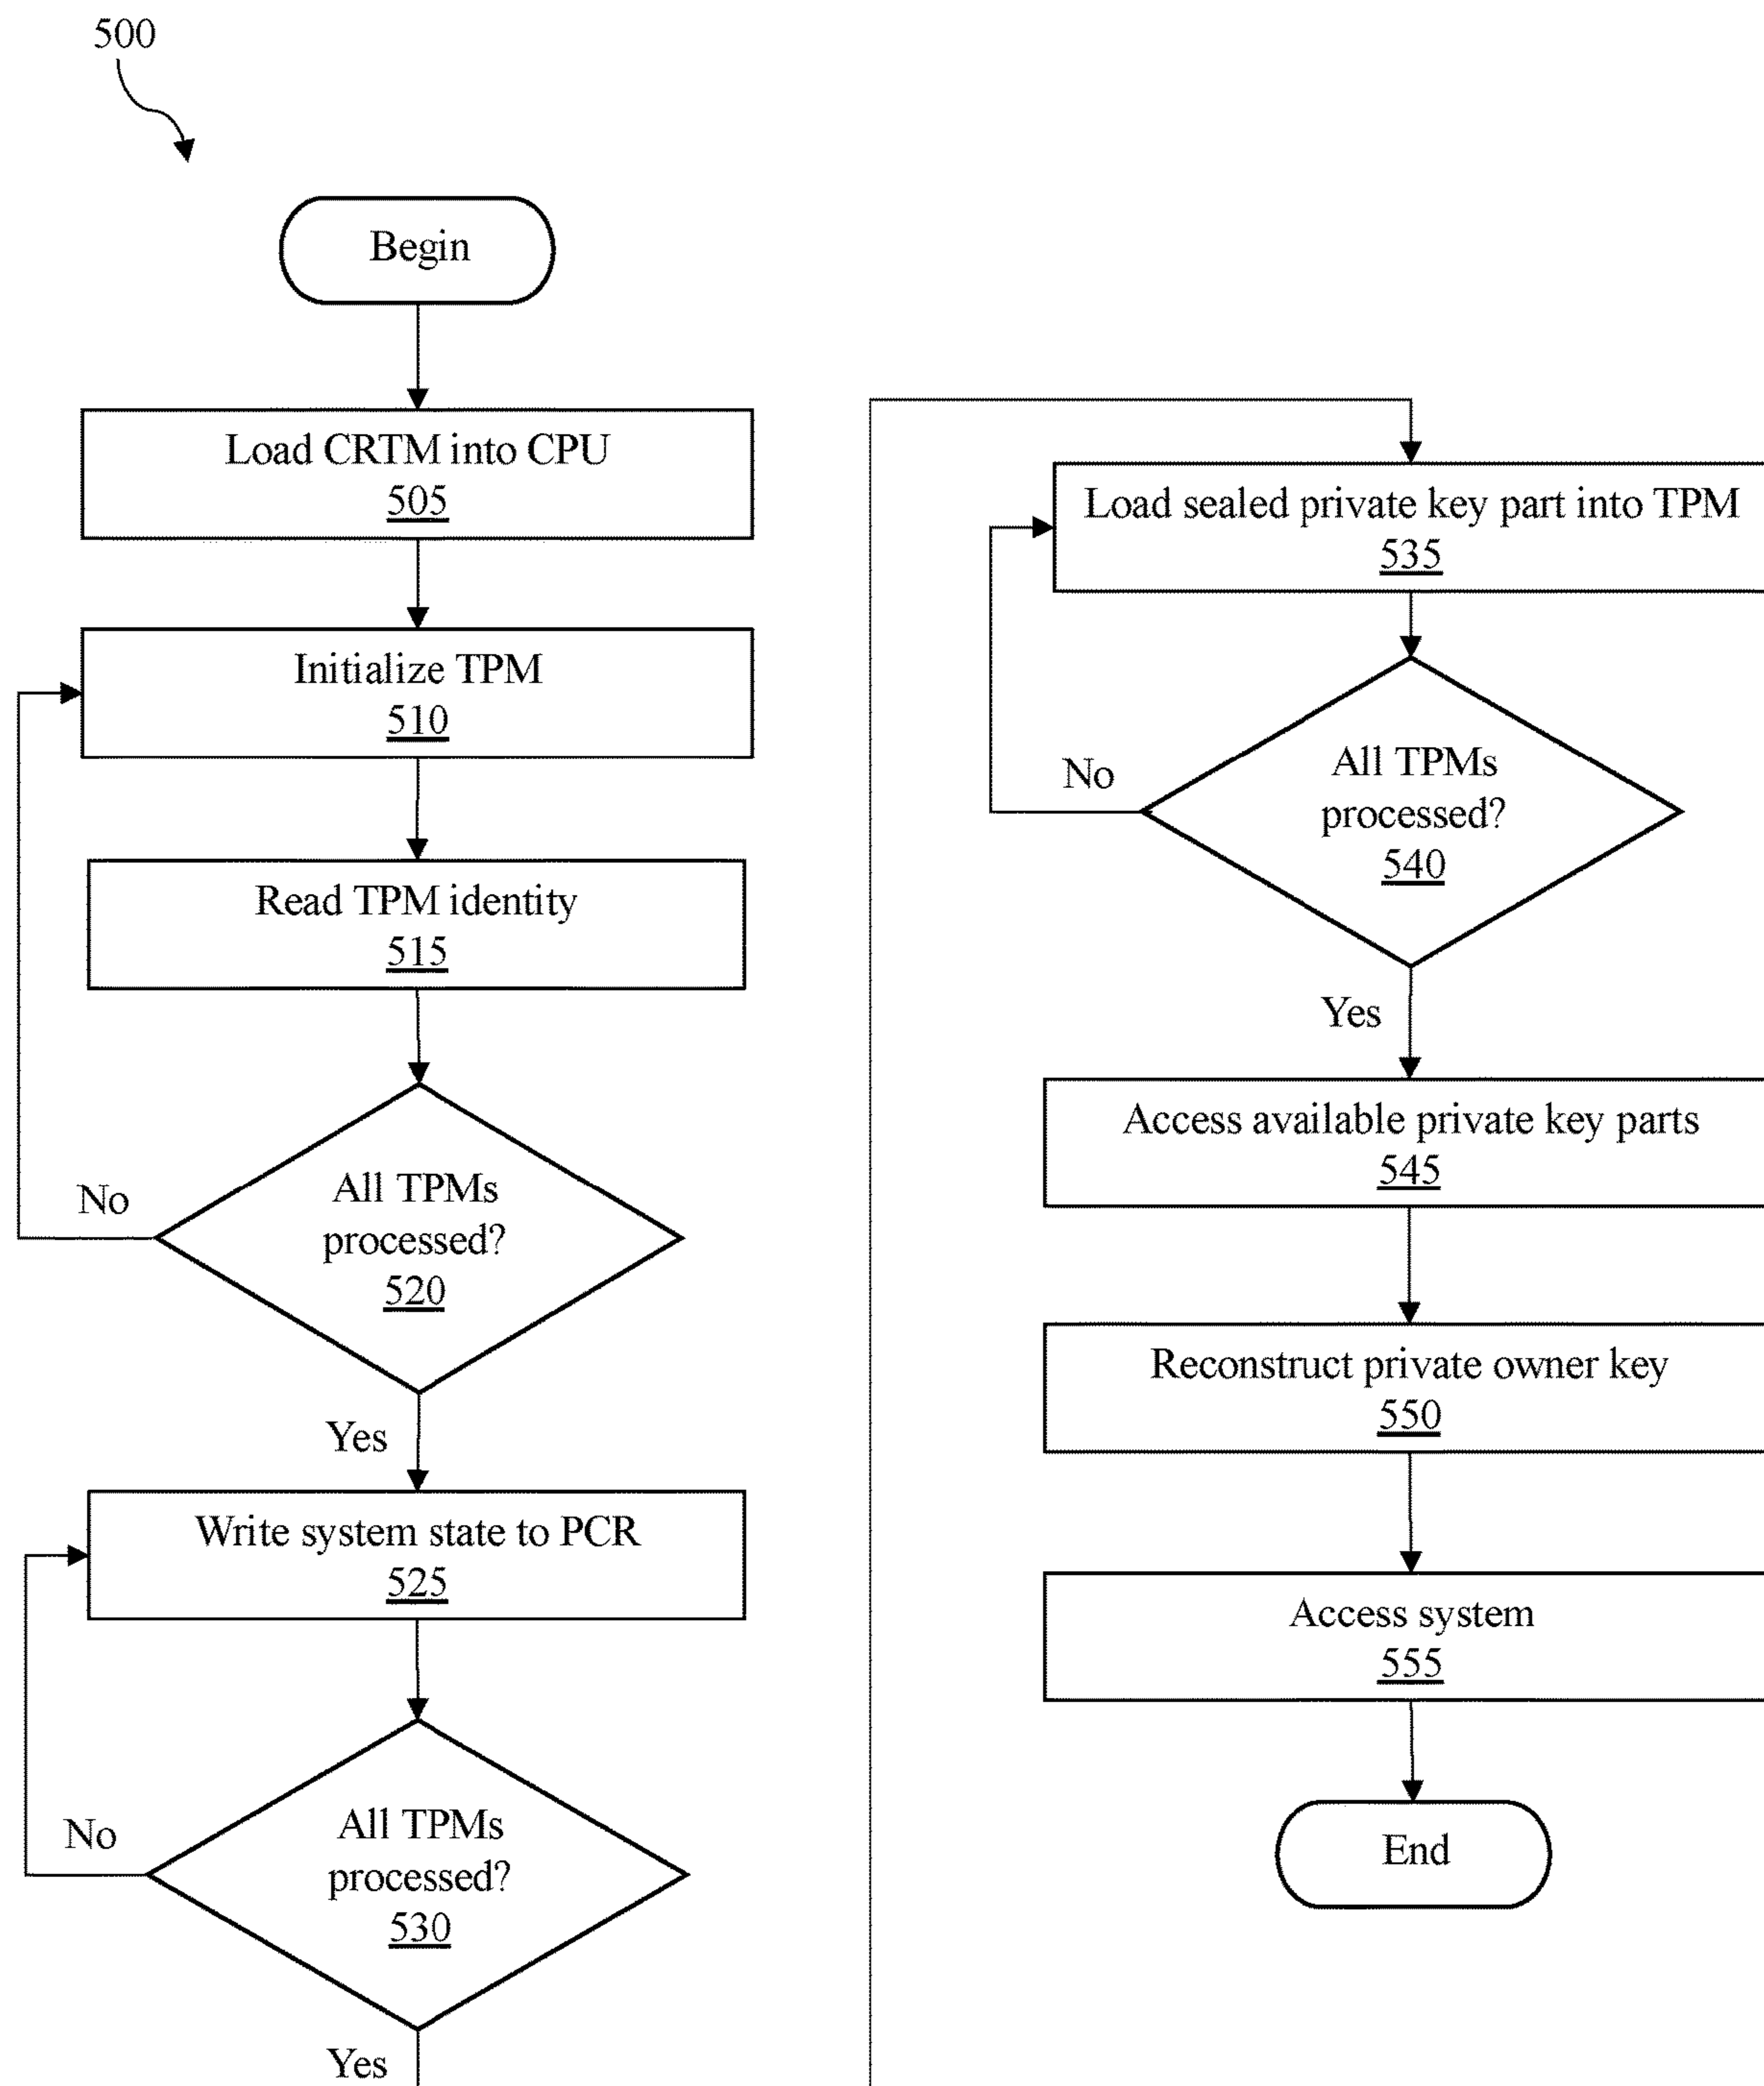 500
Begin
Load CRTM into CPU
505
Initialize TPM
510
Read TPM identity
515
All TPMs
processed?
520
No
Yes
Write system state to PCR
525
All TPMs
processed?
530
No
Yes
Load sealed private key part into TPM
535
All TPMs
processed?
540
No
Yes
Access available private key parts
545
Reconstruct private owner key
550
Access system
555
End